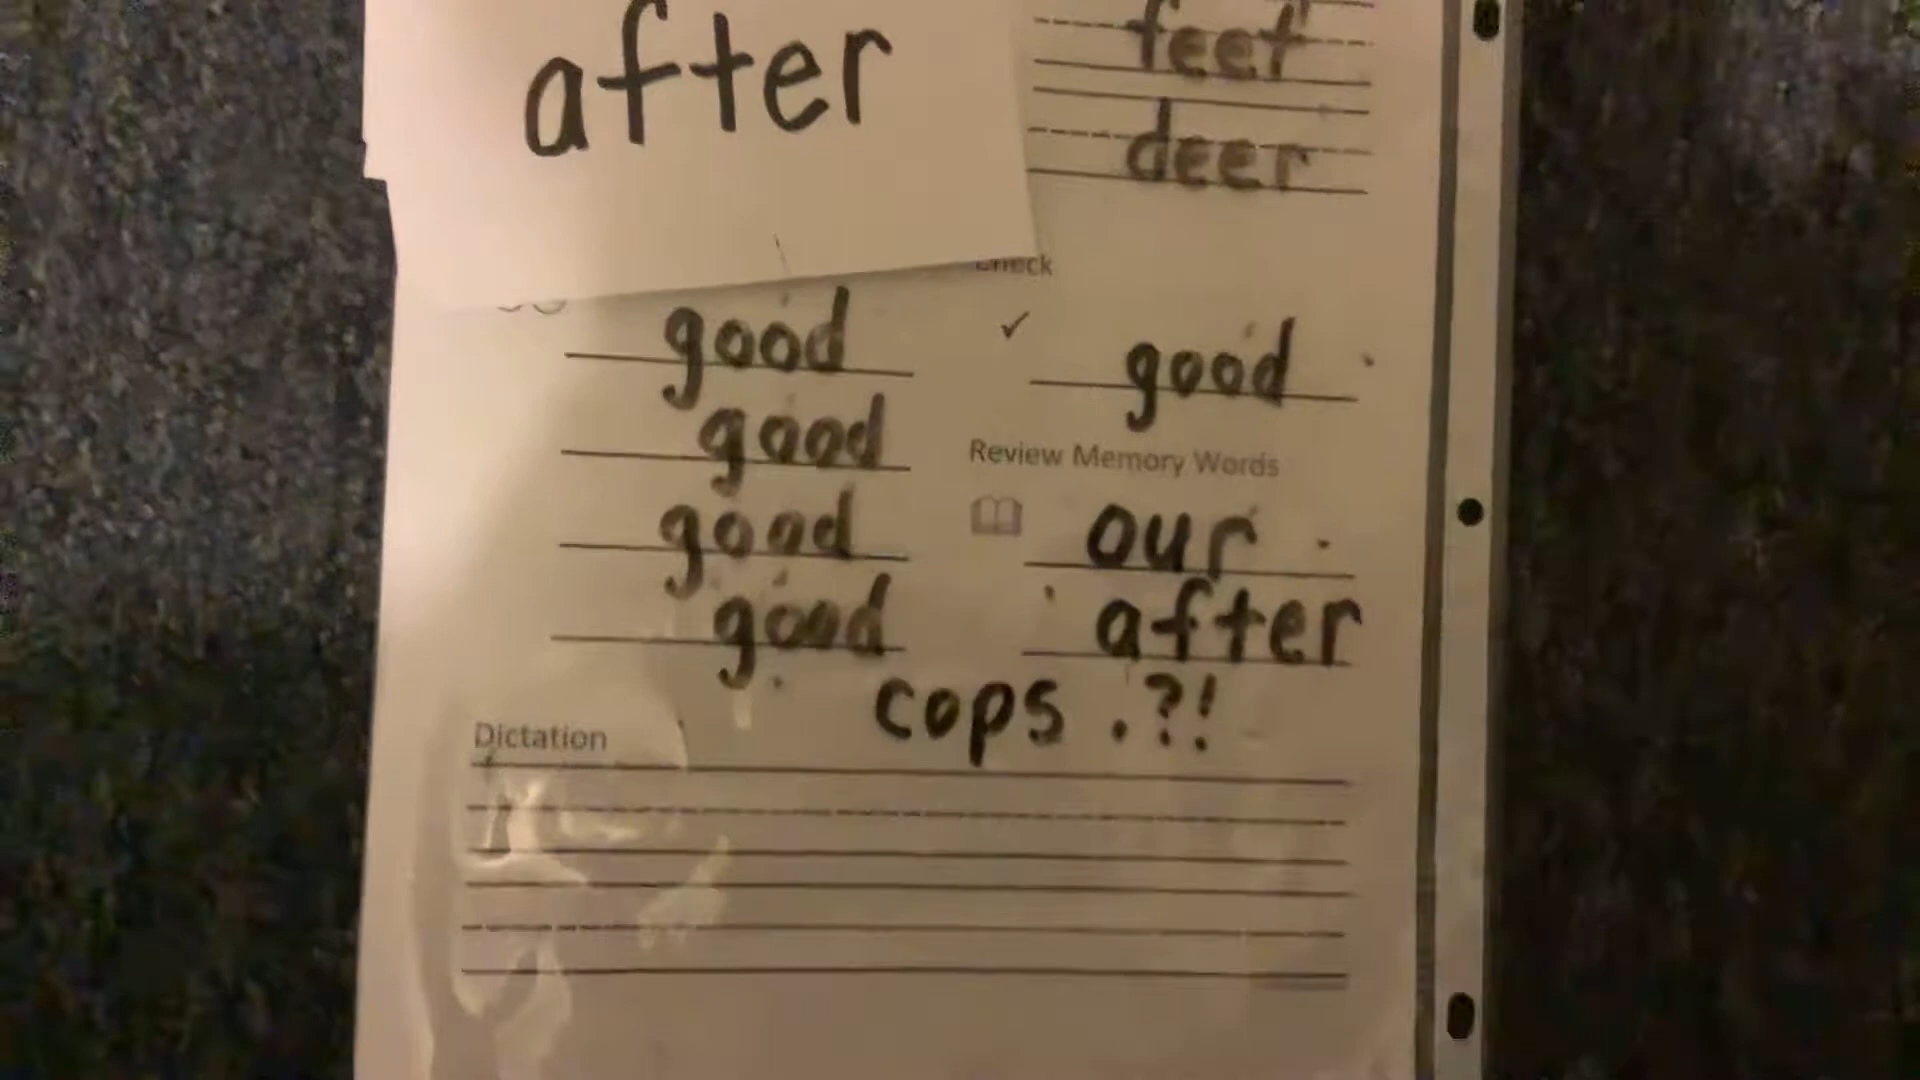 after
feet
deer
Check
good
✓ good
good
Review Memory Words
good
our
good
after
cops .?!
Dictation